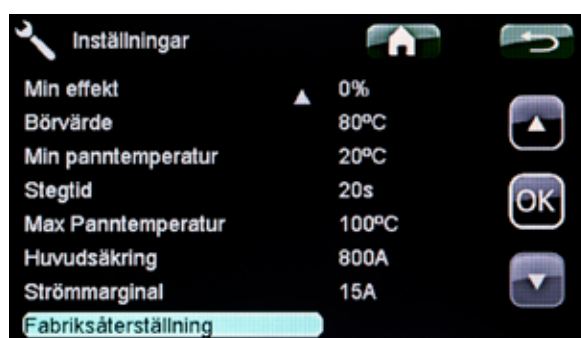 Inställningar
Min effekt 0%
Börvärde 80ºC
Min panntemperatur 20ºC
Stegtid 20s
Max Panntemperatur 100ºC
Huvudsäkring 800A
Strömmarginal 15A
Fabriksåterställning
OK